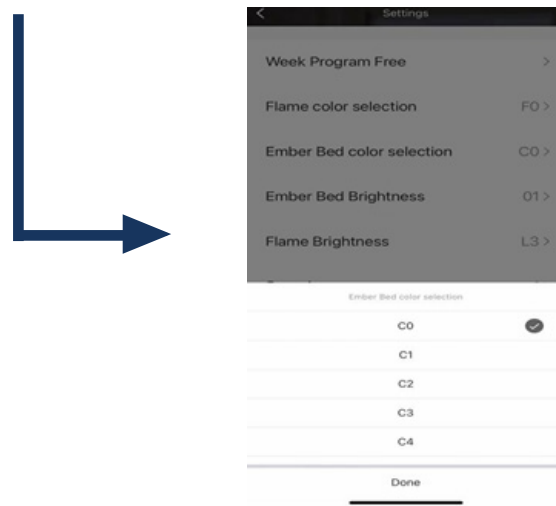 Settings
Week Program Free
Flame color selection F0
Ember Bed color selection C0
Ember Bed Brightness 01
Flame Brightness L3
Ember Bed color selection
C0
C1
C2
C3
C4
Done